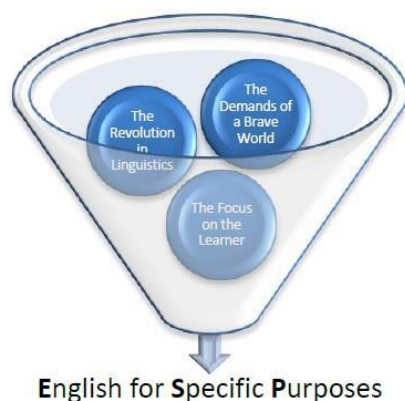 The
Revolution
in
Linguistics
The
Demands of
a Brave
World
The Focus
on the
Learner
English for Specific Purposes